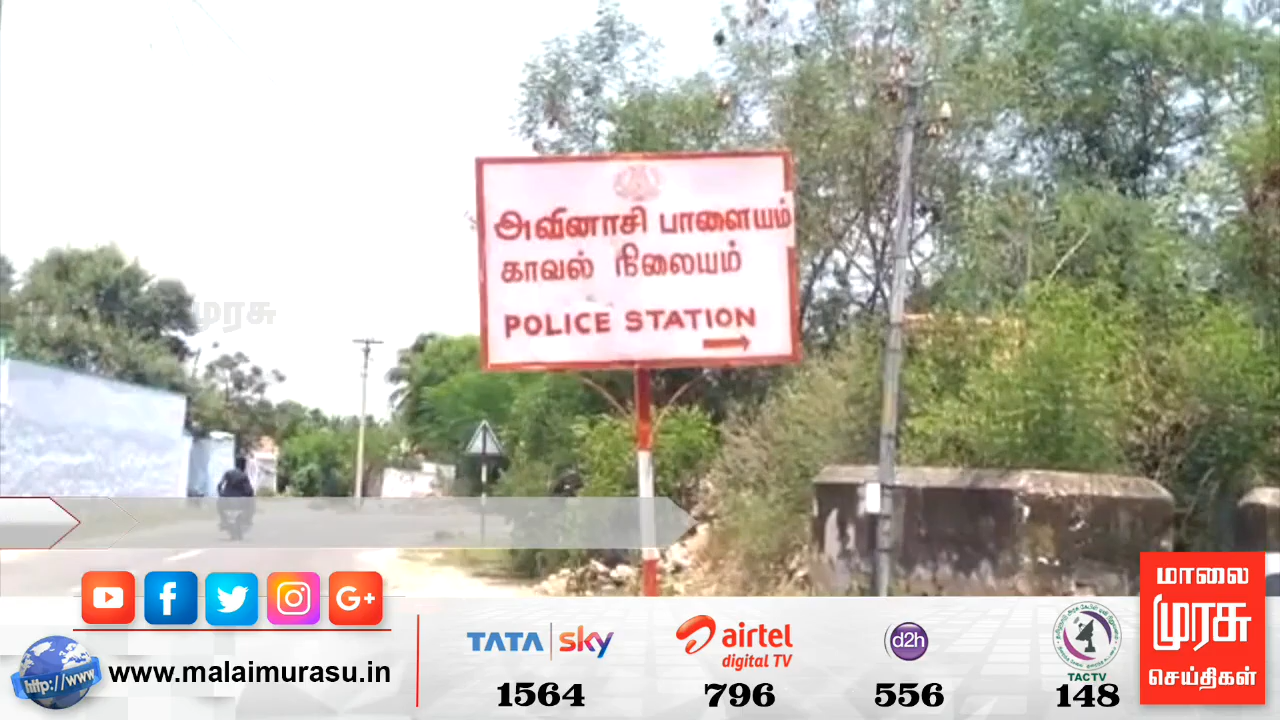 அவினாசி பாளையம்
காவல் நிலையம்
POLICE STATION
முரசு
http://www
www.malaimurasu.in
G+
TATA sky
1564
airtel
digital TV
796
d2h
556
TACTV
148
மாலை
முரசு
செய்திகள்